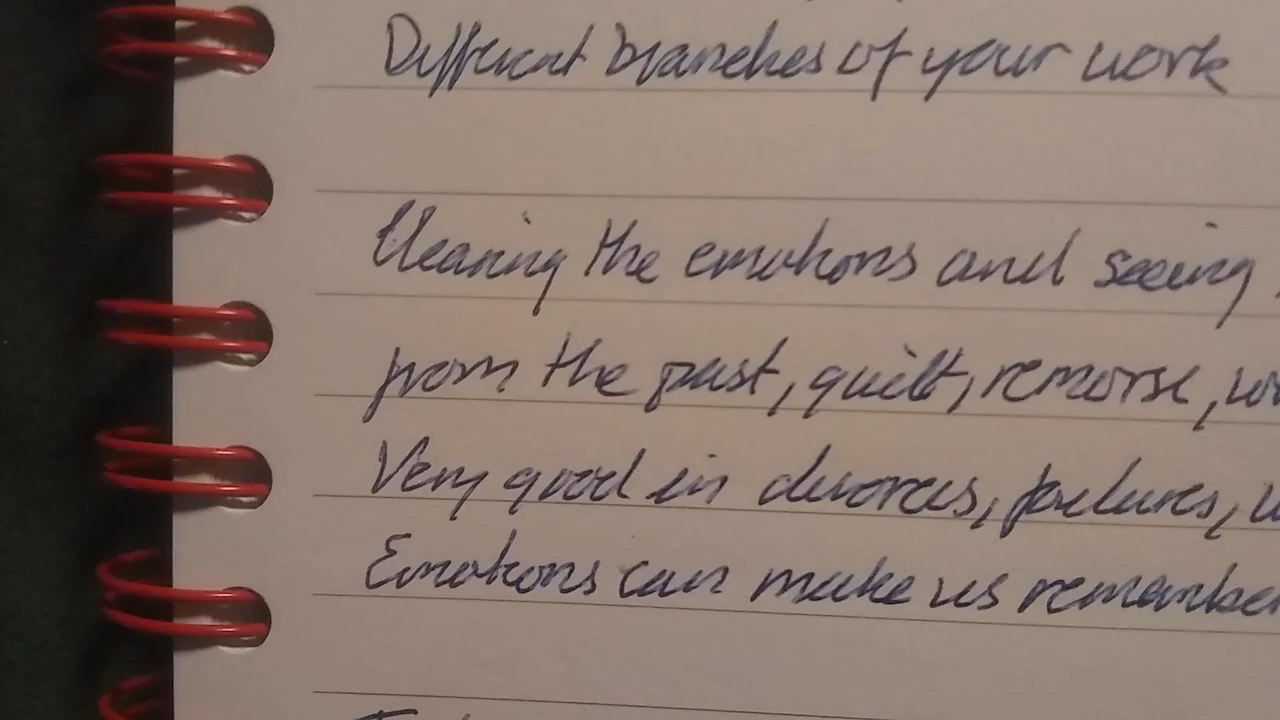 Different branches of your work
Clearing the emotions and seeing
from the past, guilt, remorse,
Very good in divorces, failures,
Emotions can make us remember